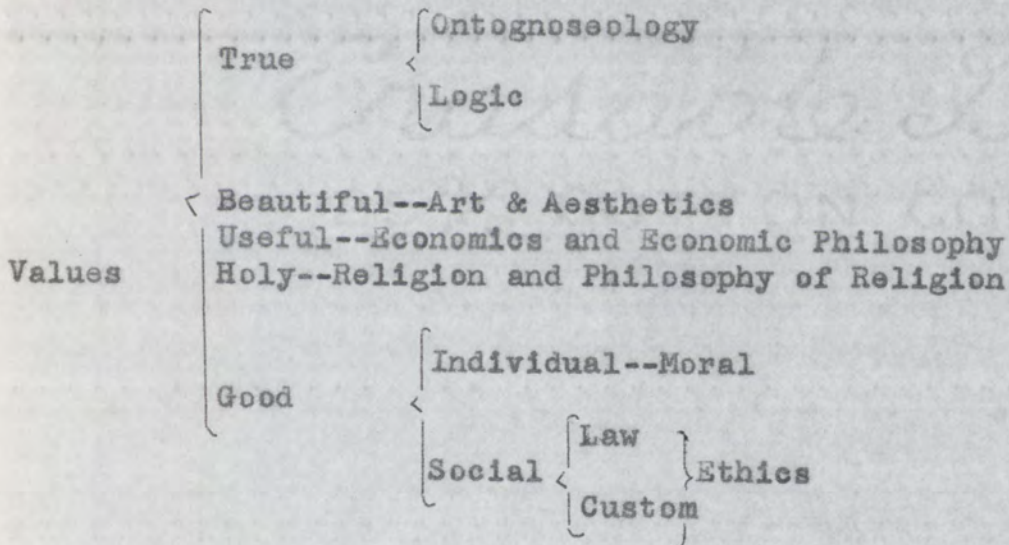 Ontognoseology
True
Logic
Beautiful--Art & Aesthetics
Useful--Economics and Economic Philosophy
Values
Holy--Religion and Philosophy of Religion
Individual--Moral
Good
Law
Social
Ethics
Custom